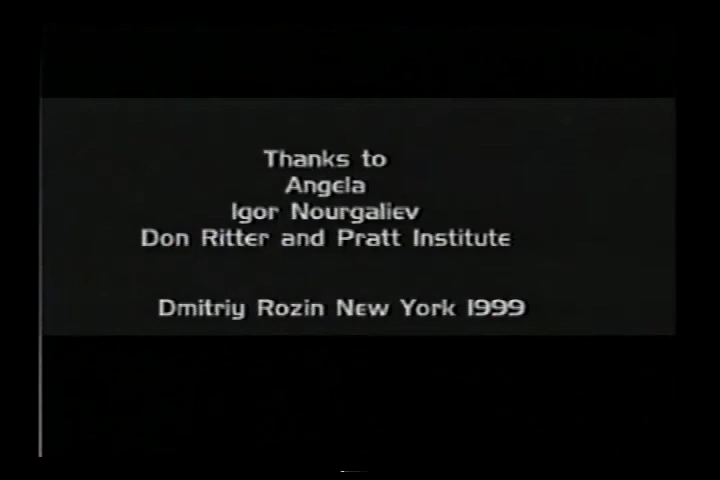 Thanks to
Angela
Igor Nourgaliev
Don Ritter and Pratt Institute
Dmitriy Rozin New York 1999